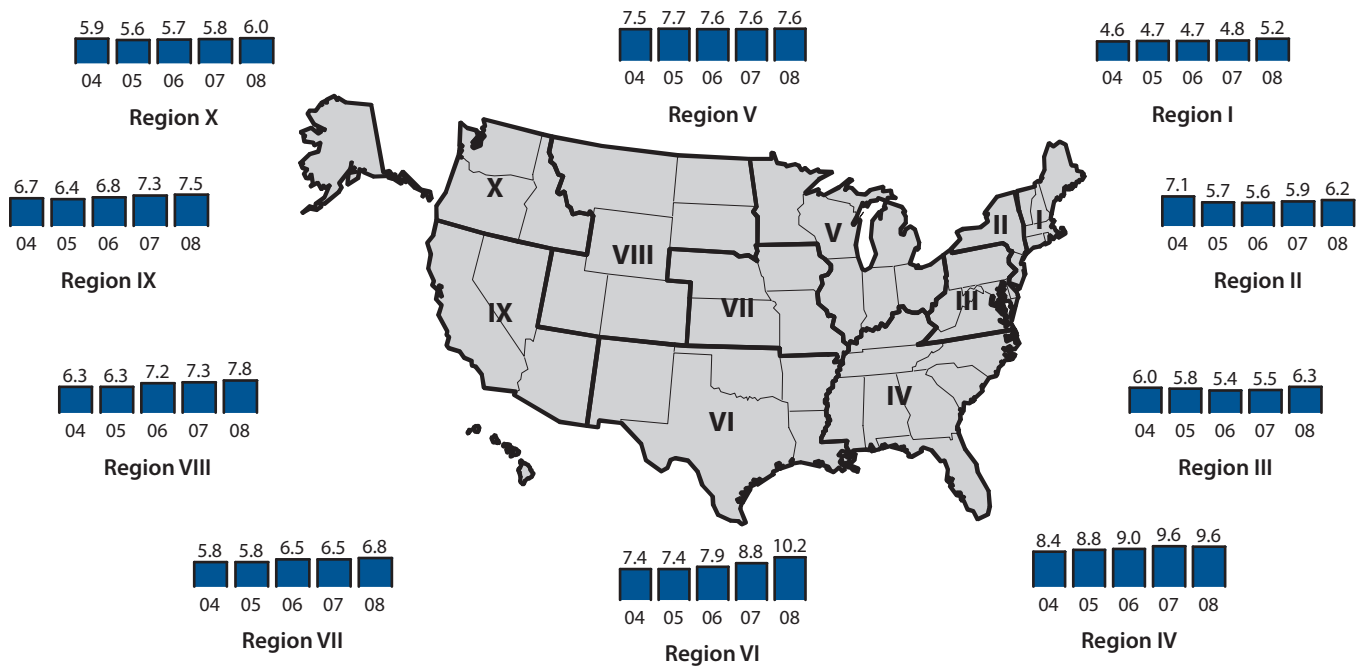 5.9 5.6 5.7 5.8 6.0
04 05 06 07 08
Region X
7.5 7.7 7.6 7.6 7.6
04 05 06 07 08
Region V
4.6 4.7 4.7 4.8 5.2
04 05 06 07 08
Region I
6.7 6.4 6.8 7.3 7.5
04 05 06 07 08
Region IX
7.1 5.7 5.6 5.9 6.2
04 05 06 07 08
Region II
X
VIII
V
II
I
IX
VII
III
VI
IV
6.3 6.3 7.2 7.3 7.8
04 05 06 07 08
Region VIII
6.0 5.8 5.4 5.5 6.3
04 05 06 07 08
Region III
5.8 5.8 6.5 6.5 6.8
04 05 06 07 08
Region VII
7.4 7.4 7.9 8.8 10.2
04 05 06 07 08
Region VI
8.4 8.8 9.0 9.6 9.6
04 05 06 07 08
Region IV